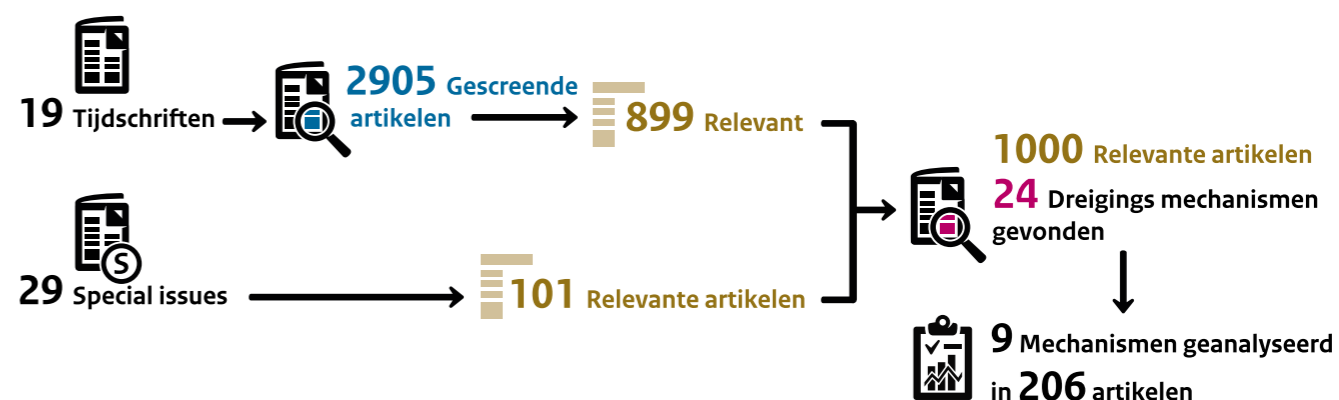 19 Tijdschriften
2905 Gescreende
artikelen
899 Relevant
S
29 Special issues
101 Relevante artikelen
1000 Relevante artikelen
24 Dreigings mechanismen
gevonden
9 Mechanismen geanalyseerd
in 206 artikelen